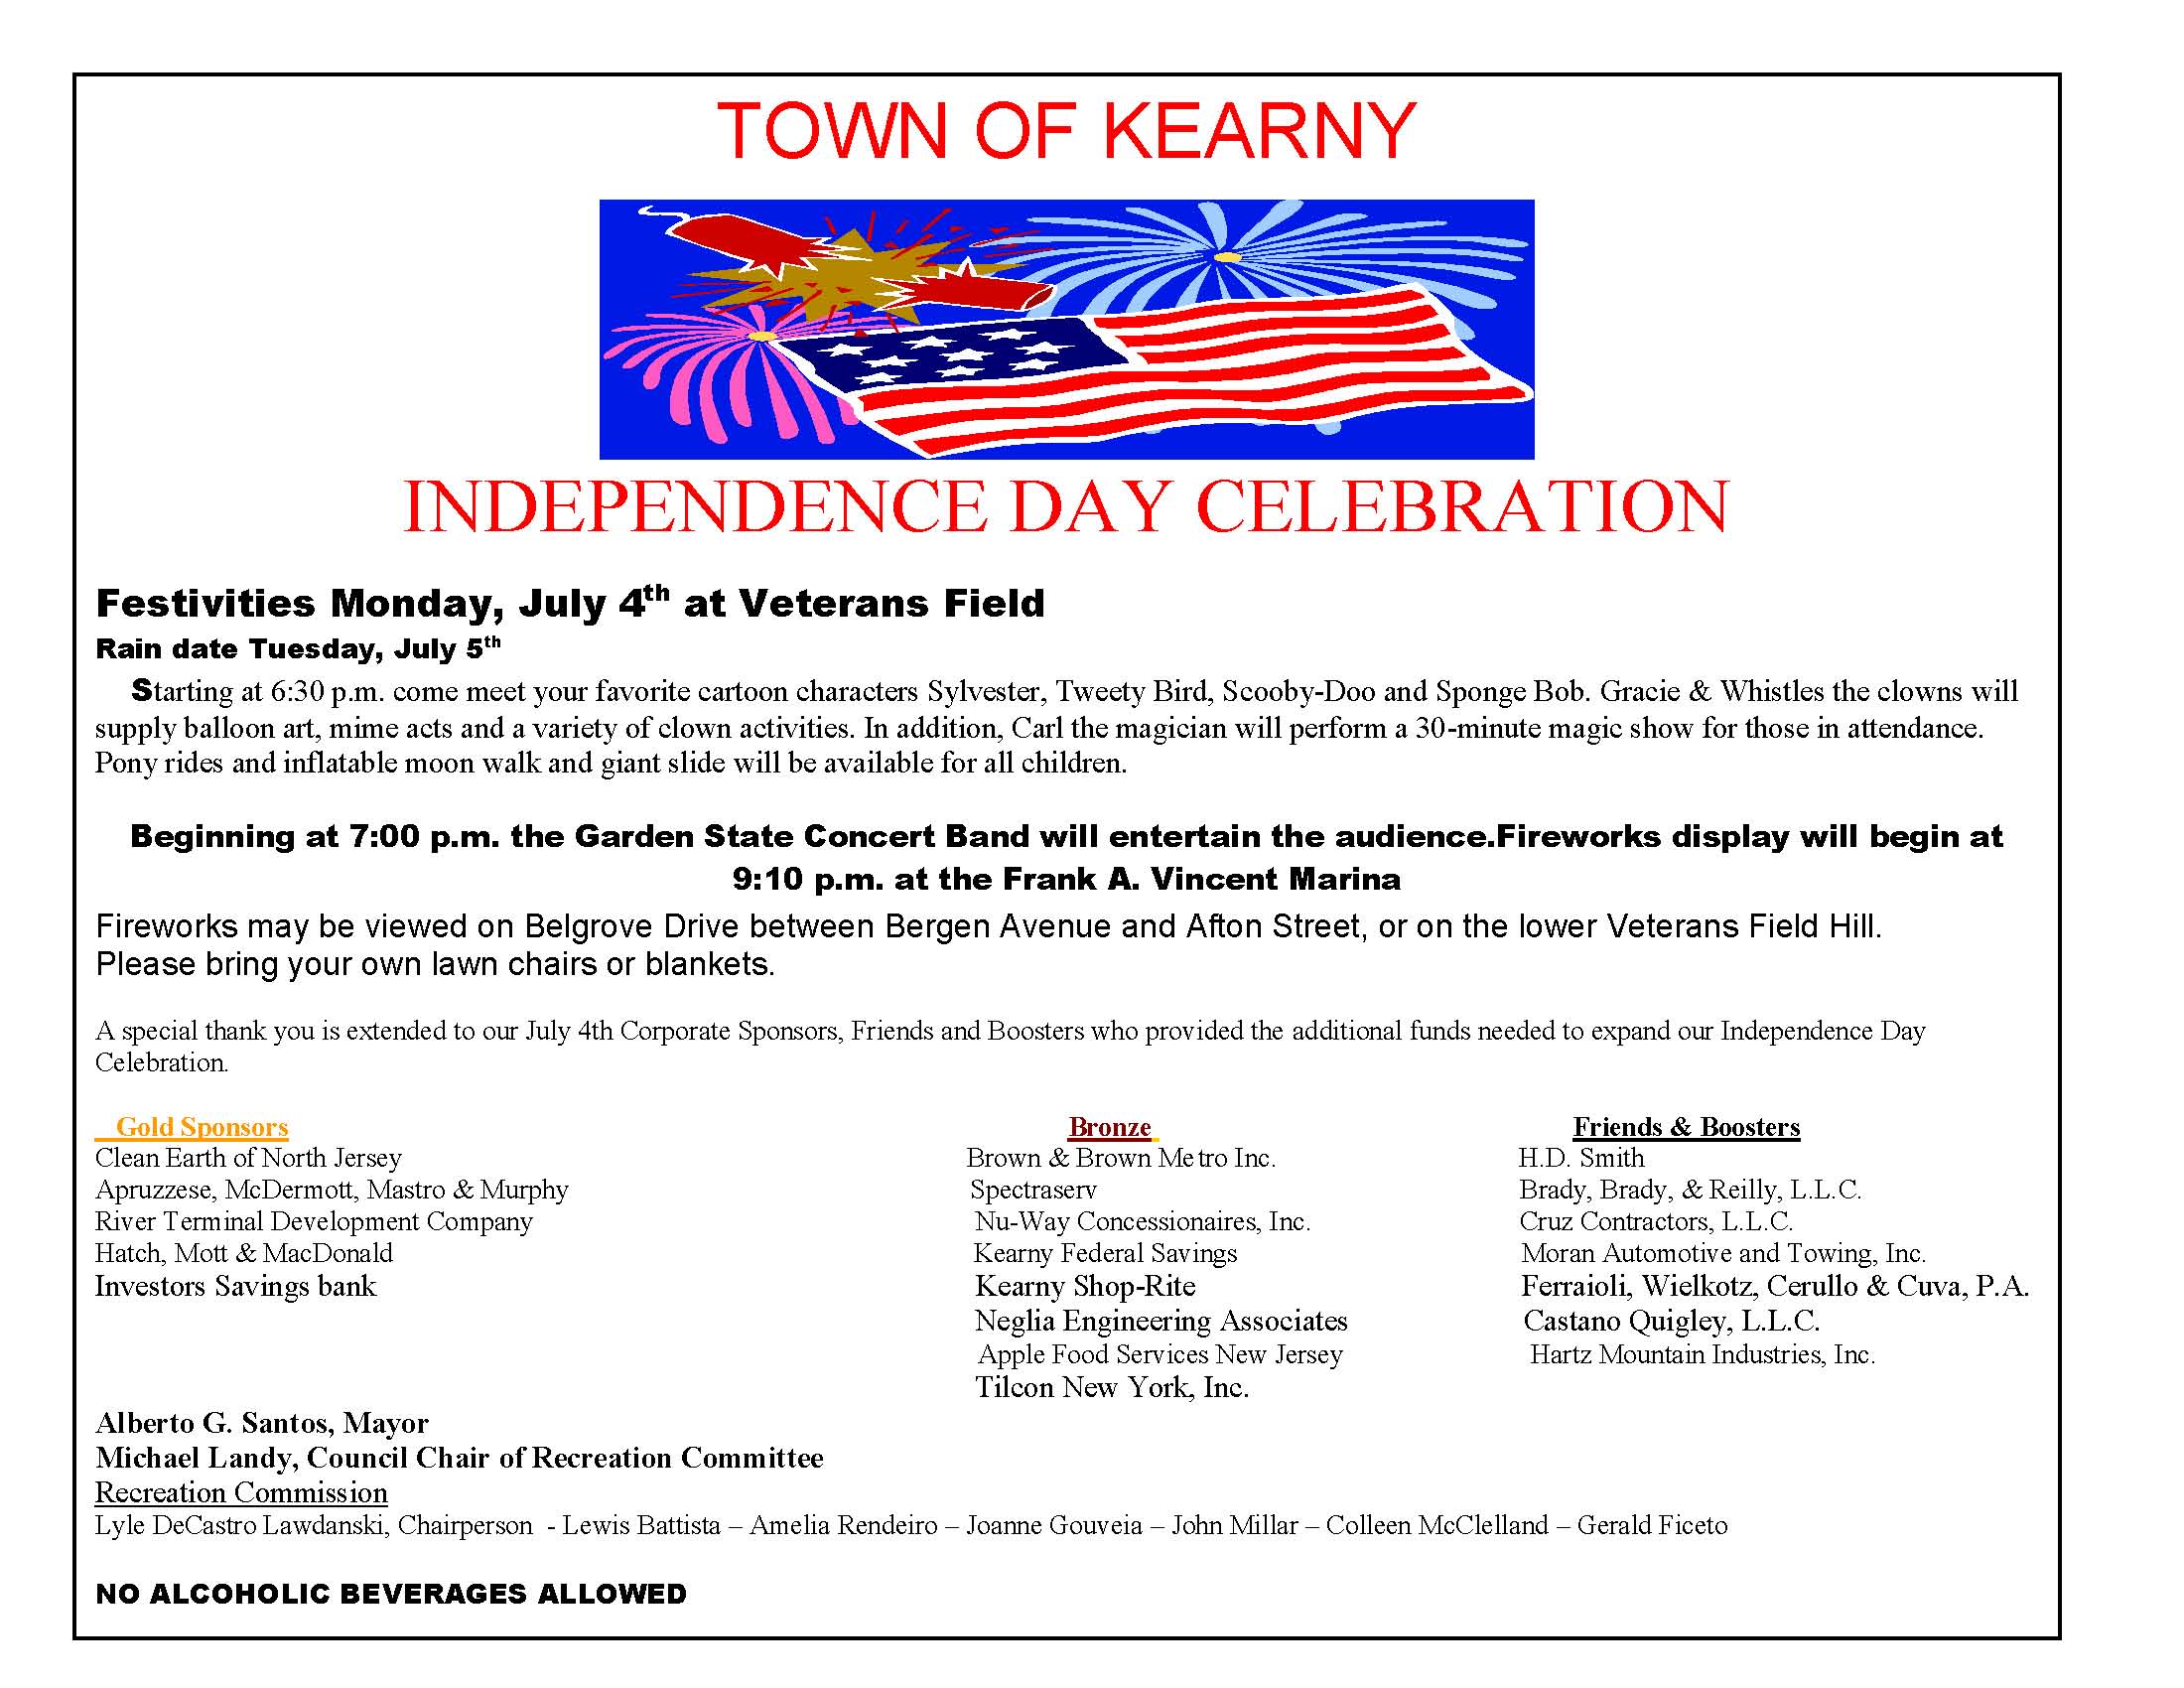 TOWN OF KEARNY
INDEPENDENCE DAY CELEBRATION
Festivities Monday, July 4th at Veterans Field
Rain date Tuesday, July 5th
Starting at 6:30 p.m. come meet your favorite cartoon characters Sylvester, Tweety Bird, Scooby-Doo and Sponge Bob. Gracie & Whistles the clowns will
supply balloon art, mime acts and a variety of clown activities. In addition, Carl the magician will perform a 30-minute magic show for those in attendance.
Pony rides and inflatable moon walk and giant slide will be available for all children.
Beginning at 7:00 p.m. the Garden State Concert Band will entertain the audience.Fireworks display will begin at
9:10 p.m. at the Frank A. Vincent Marina
Fireworks may be viewed on Belgrove Drive between Bergen Avenue and Afton Street, or on the lower Veterans Field Hill.
Please bring your own lawn chairs or blankets.
A special thank you is extended to our July 4th Corporate Sponsors, Friends and Boosters who provided the additional funds needed to expand our Independence Day
Celebration.
Gold Sponsors Bronze Friends & Boosters
Clean Earth of North Jersey Brown & Brown Metro Inc. H.D. Smith
Apruzzese, McDermott, Mastro & Murphy Spectraserv Brady, Brady, & Reilly, L.L.C.
River Terminal Development Company Nu-Way Concessionaires, Inc. Cruz Contractors, L.L.C.
Hatch, Mott & MacDonald Kearny Federal Savings Moran Automotive and Towing, Inc.
Investors Savings bank Kearny Shop-Rite Ferraioli, Wielkotz, Cerullo & Cuva, P.A.
Neglia Engineering Associates Castano Quigley, L.L.C.
Apple Food Services New Jersey Hartz Mountain Industries, Inc.
Tilcon New York, Inc.
Alberto G. Santos, Mayor
Michael Landy, Council Chair of Recreation Committee
Recreation Commission
Lyle DeCastro Lawdanski, Chairperson - Lewis Battista – Amelia Rendeiro – Joanne Gouveia – John Millar – Colleen McClelland – Gerald Ficeto
NO ALCOHOLIC BEVERAGES ALLOWED